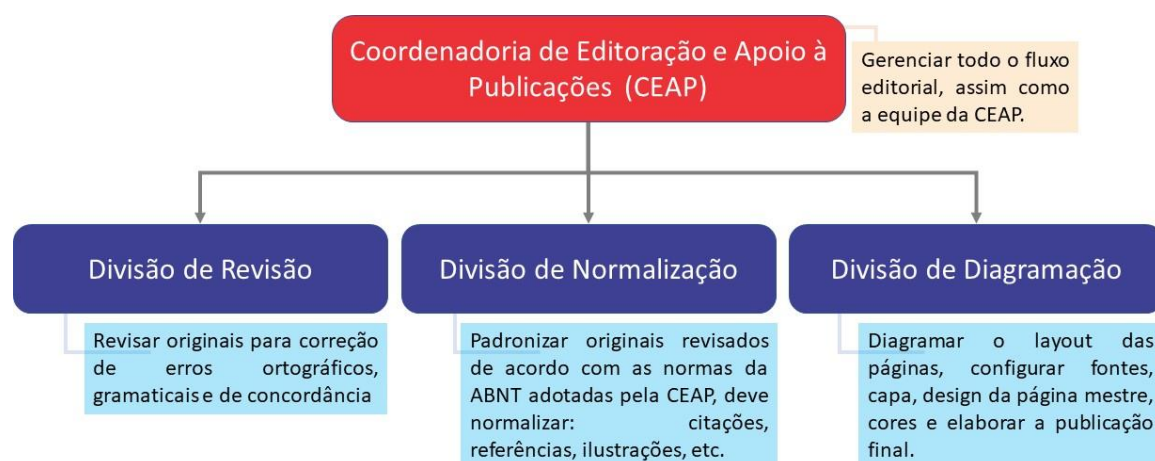 Coordenadoria de Editoração e Apoio à
Publicações (CEAP)
Gerenciar todo o fluxo
editorial, assim como
a equipe da CEAP.
Divisão de Revisão
Revisar originais para correção
de erros ortográficos,
gramaticais e de concordância
Divisão de Normalização
Padronizar originais revisados
de acordo com as normas da
ABNT adotadas pela CEAP, deve
normalizar: citações,
referências, ilustrações, etc.
Divisão de Diagramação
Diagramar o layout das
páginas, configurar fontes,
capa, design da página mestre,
cores e elaborar a publicação
final.